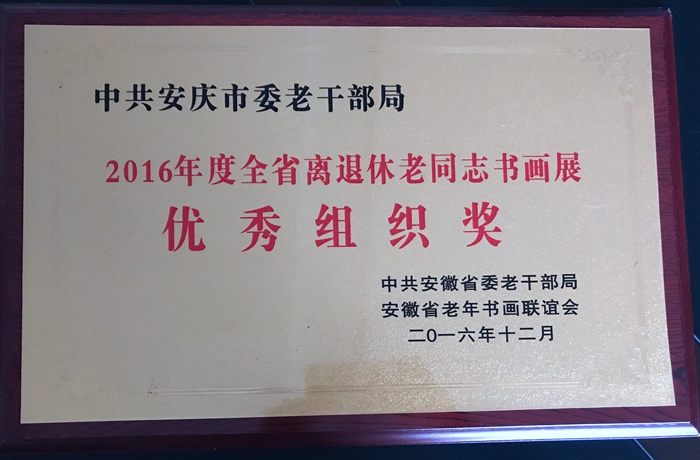 中共安庆市委老干部局
2016年度全省离退休老同志书画展
优秀组织奖
中共安徽省委老干部局
安徽省老年书画联谊会
二〇一六年十二月